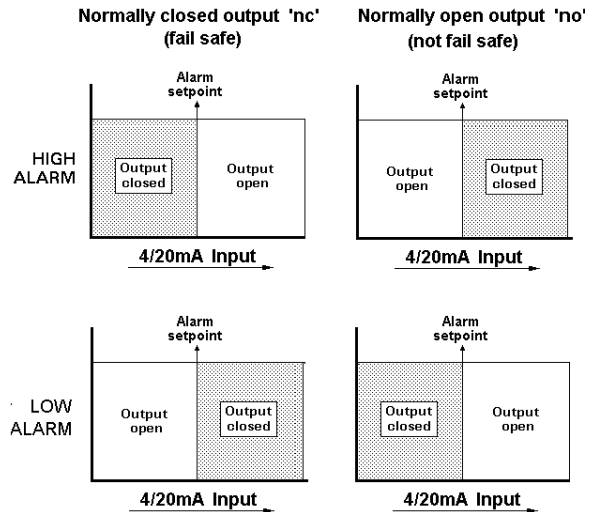 Normally closed output 'nc'
(fail safe)
Normally open output 'no'
(not fail safe)
HIGH
ALARM
Alarm
setpoint
Output
closed
Output
open
4/20mA Input
Alarm
setpoint
Output
open
Output
closed
4/20mA Input
LOW
ALARM
Alarm
setpoint
Output
open
Output
closed
4/20mA Input
Alarm
setpoint
Output
closed
Output
open
4/20mA Input